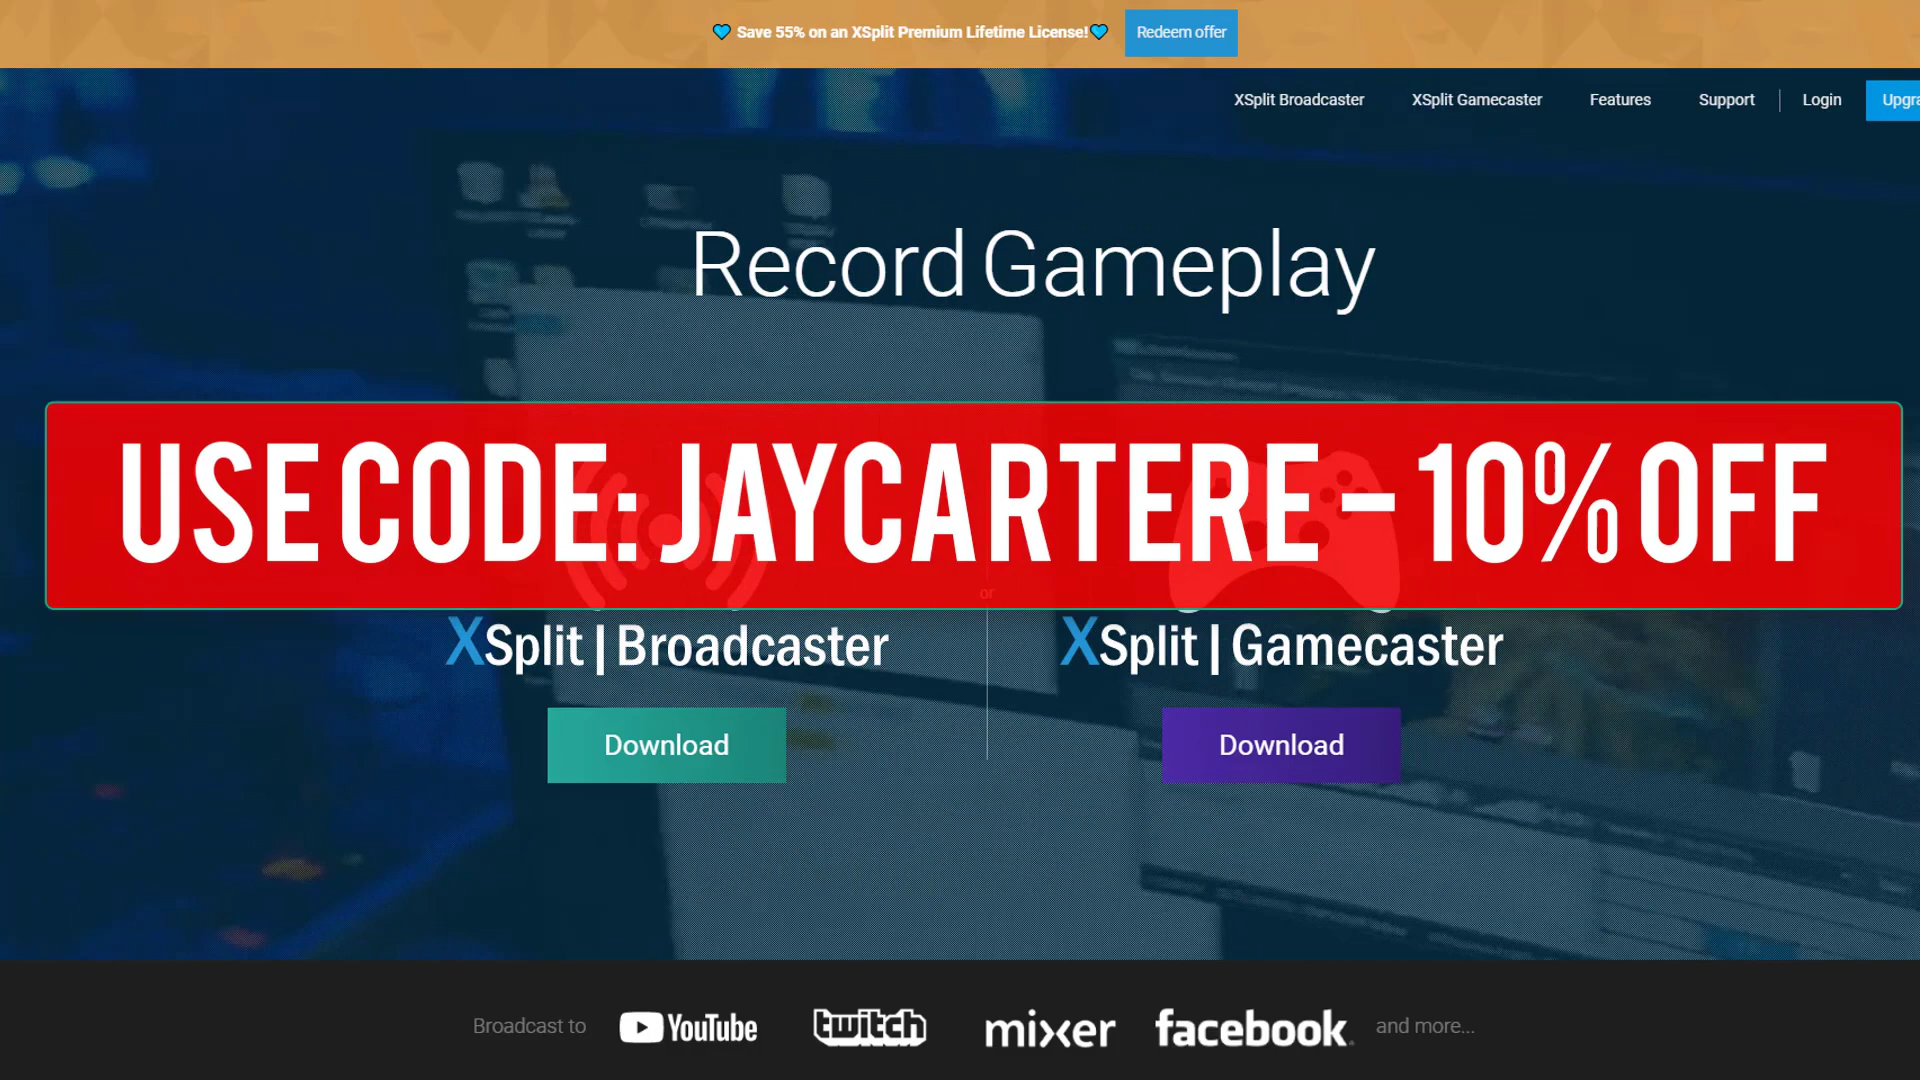 Save 55% on an XSplit Premium Lifetime License!
Redeem offer
XSplit Broadcaster
XSplit Gamecaster
Features
Support
Login
Upgra
Record Gameplay
USE CODE: JAYCARTERE - 10% OFF
or
XSplit | Broadcaster
XSplit | Gamecaster
Download
Download
Broadcast to
YouTube
twitch
mixer
facebook
and more...